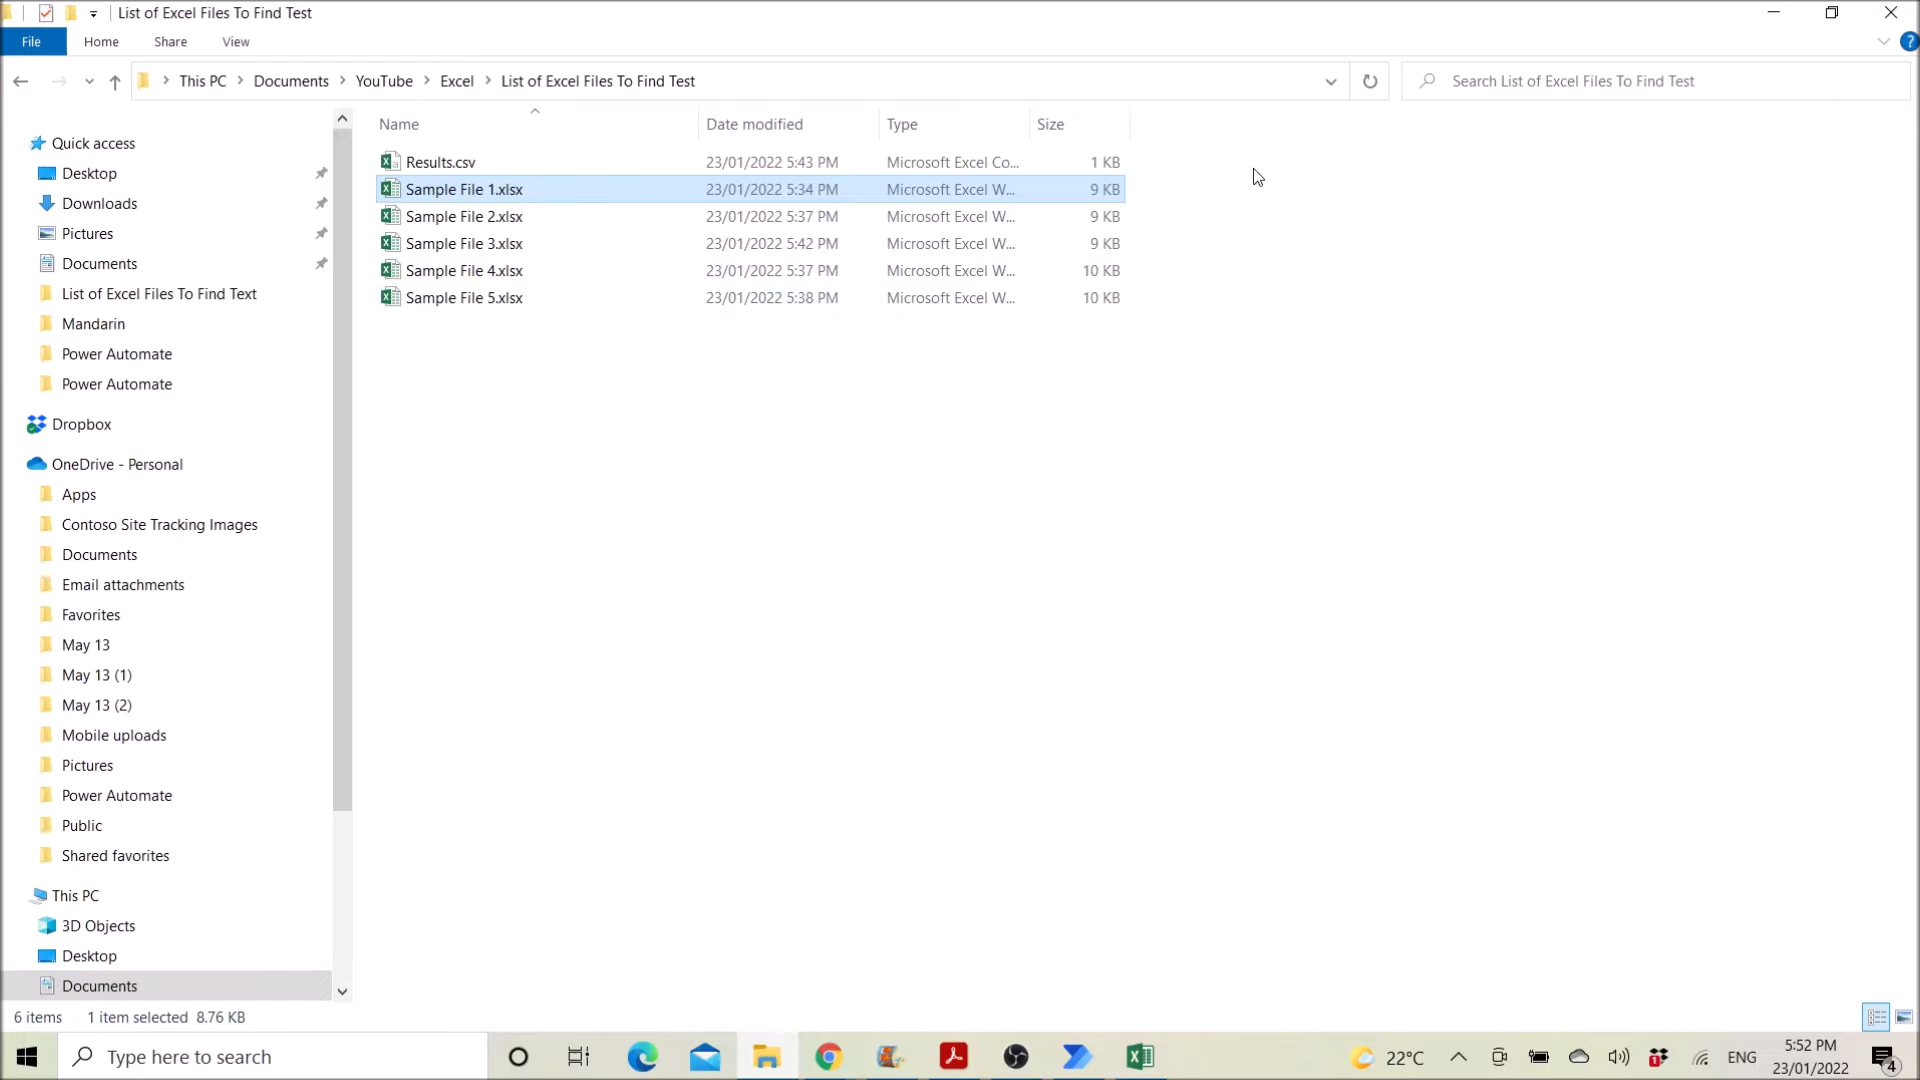 List of Excel Files To Find Test
File Home Share View ?
This PC Documents YouTube Excel List of Excel Files To Find Test Search List of Excel Files To Find Test
Name Date modified Type Size
Results.csv 23/01/2022 5:43 PM Microsoft Excel Co... 1 KB
Sample File 1.xlsx 23/01/2022 5:34 PM Microsoft Excel W... 9 KB
Sample File 2.xlsx 23/01/2022 5:37 PM Microsoft Excel W... 9 KB
Sample File 3.xlsx 23/01/2022 5:42 PM Microsoft Excel W... 9 KB
Sample File 4.xlsx 23/01/2022 5:37 PM Microsoft Excel W... 10 KB
Sample File 5.xlsx 23/01/2022 5:38 PM Microsoft Excel W... 10 KB
Quick access
Desktop
Downloads
Pictures
Documents
List of Excel Files To Find Text
Mandarin
Power Automate
Power Automate
Dropbox
OneDrive - Personal
Apps
Contoso Site Tracking Images
Documents
Email attachments
Favorites
May 13
May 13 (1)
May 13 (2)
Mobile uploads
Pictures
Power Automate
Public
Shared favorites
This PC
3D Objects
Desktop
Documents
6 items 1 item selected 8.76 KB
Type here to search 22°C ENG 5:52 PM
23/01/2022 4